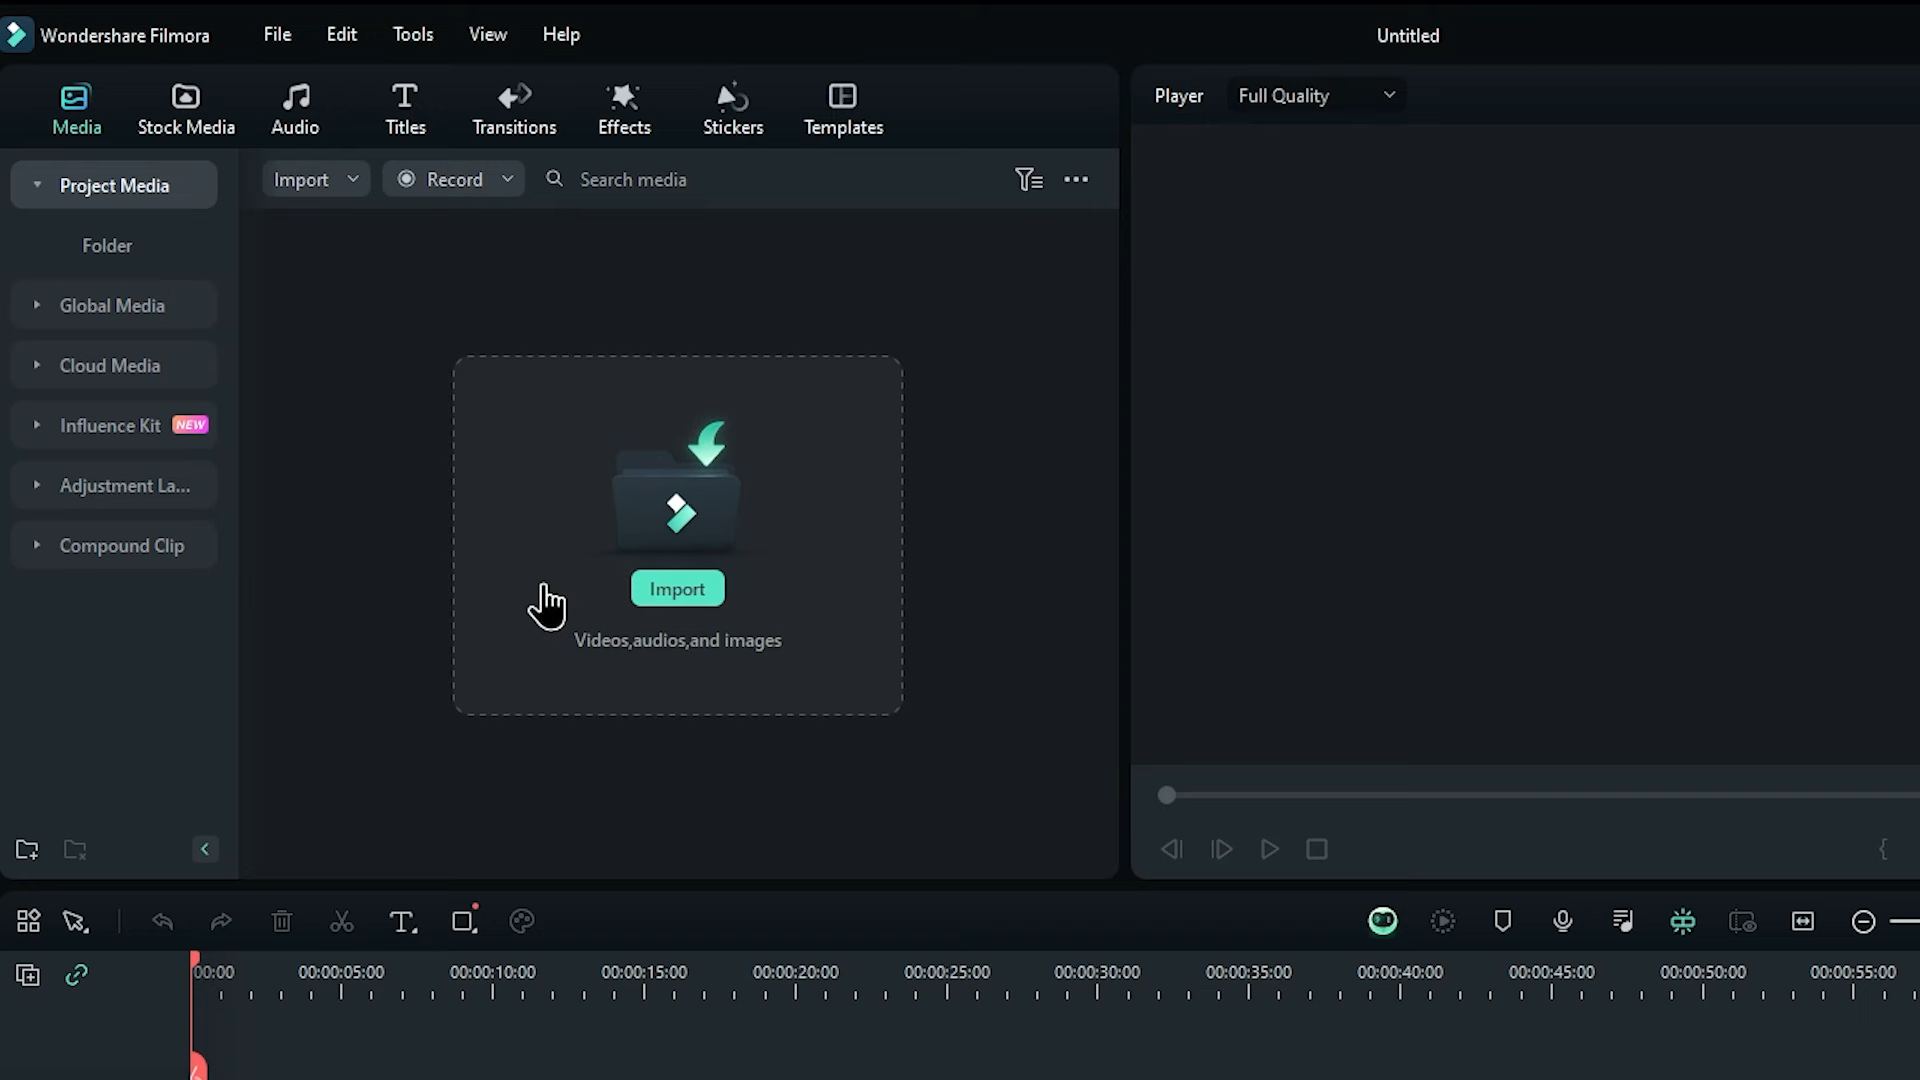 Wondershare Filmora File Edit Tools View Help Untitled
Media Stock Media Audio Titles Transitions Effects Stickers Templates
Player Full Quality
Project Media
Import Record Search media
Folder
Global Media
Cloud Media
Influence Kit NEW
Adjustment La...
Compound Clip
Import
Videos,audios,and images
00:00 00:00:05:00 00:00:10:00 00:00:15:00 00:00:20:00 00:00:25:00 00:00:30:00 00:00:35:00 00:00:40:00 00:00:45:00 00:00:50:00 00:00:55:00